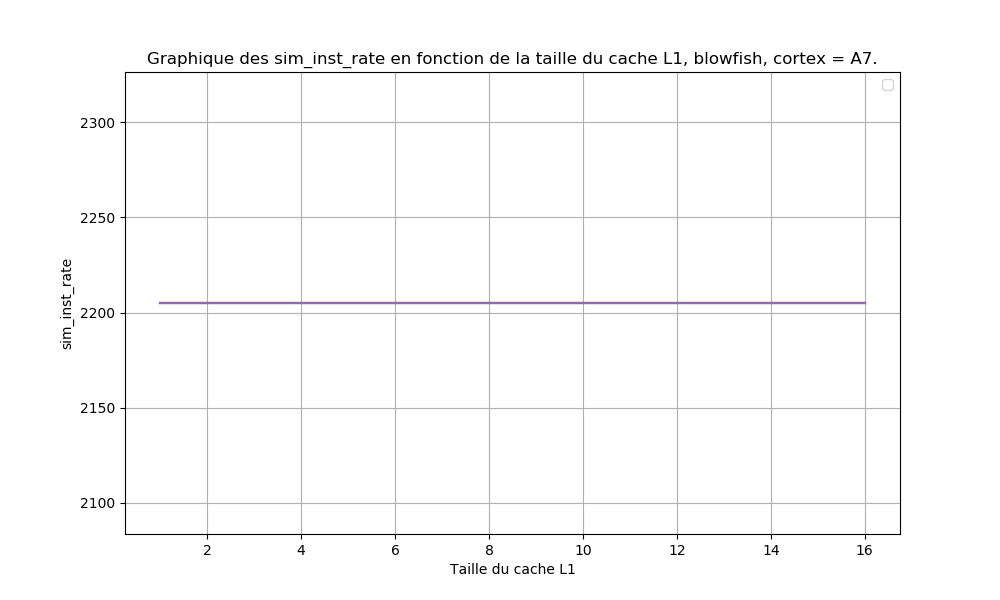 Graphique des sim_inst_rate en fonction de la taille du cache L1, blowfish, cortex = A7.
2300
2250
2200
2150
2100
sim_inst_rate
2 4 6 8 10 12 14 16
Taille du cache L1